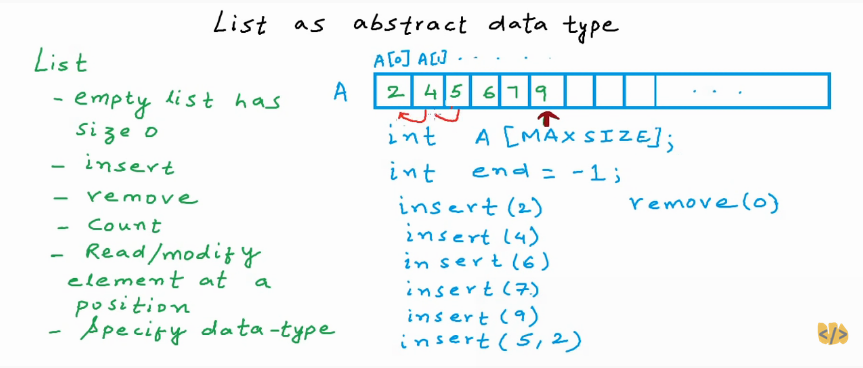 List as abstract data type
List
- empty list has
size 0
- insert
- remove
- Count
- Read/modify
element at a
position
- Specify data-type
A[0] A[1] . . . . .
A 2 4 5 6 7 9 . . .
int A [MAXSIZE];
int end = -1;
insert (2) remove (0)
insert (4)
insert (6)
insert (7)
insert (9)
insert (5, 2)
</>